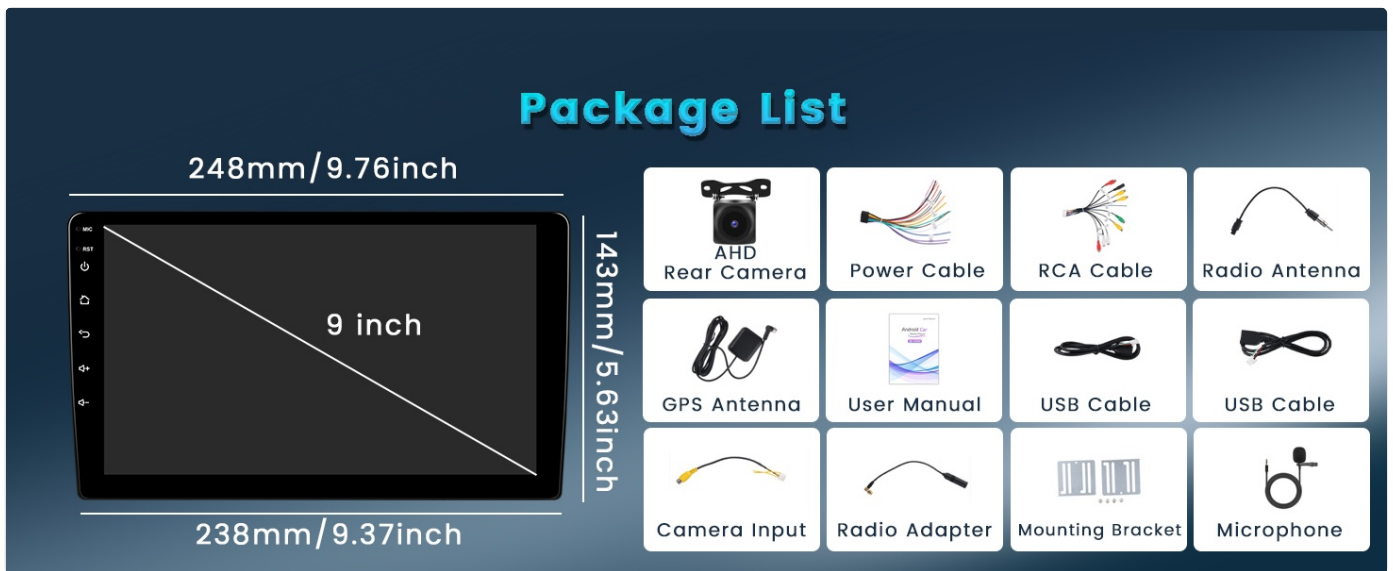 Package List
248mm/9.76inch
MIC
RST
9 inch
143mm/5.63inch
238mm/9.37inch
AHD
Rear Camera
Power Cable
RCA Cable
Radio Antenna
GPS Antenna
Android Car
User Manual
USB Cable
USB Cable
Camera Input
Radio Adapter
Mounting Bracket
Microphone